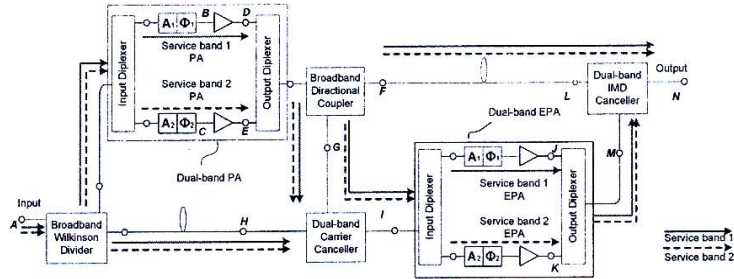 B D
A₁ Φ₁
Service band 1
PA
Input Diplexer
Output Diplexer
Service band 2
PA
A₂ Φ₂
C E
Dual-band PA
Broadband
Directional
Coupler
F
L
Dual-band
IMD
Canceller
Output
N
G
Dual-band EPA
M
A₁ Φ₁
J
Service band 1
EPA
Input Diplexer
Output Diplexer
Service band 2
EPA
A₂ Φ₂
K
Input
A
Broadband
Wilkinson
Divider
H
Dual-band
Carrier
Canceller
I
Service band 1
Service band 2